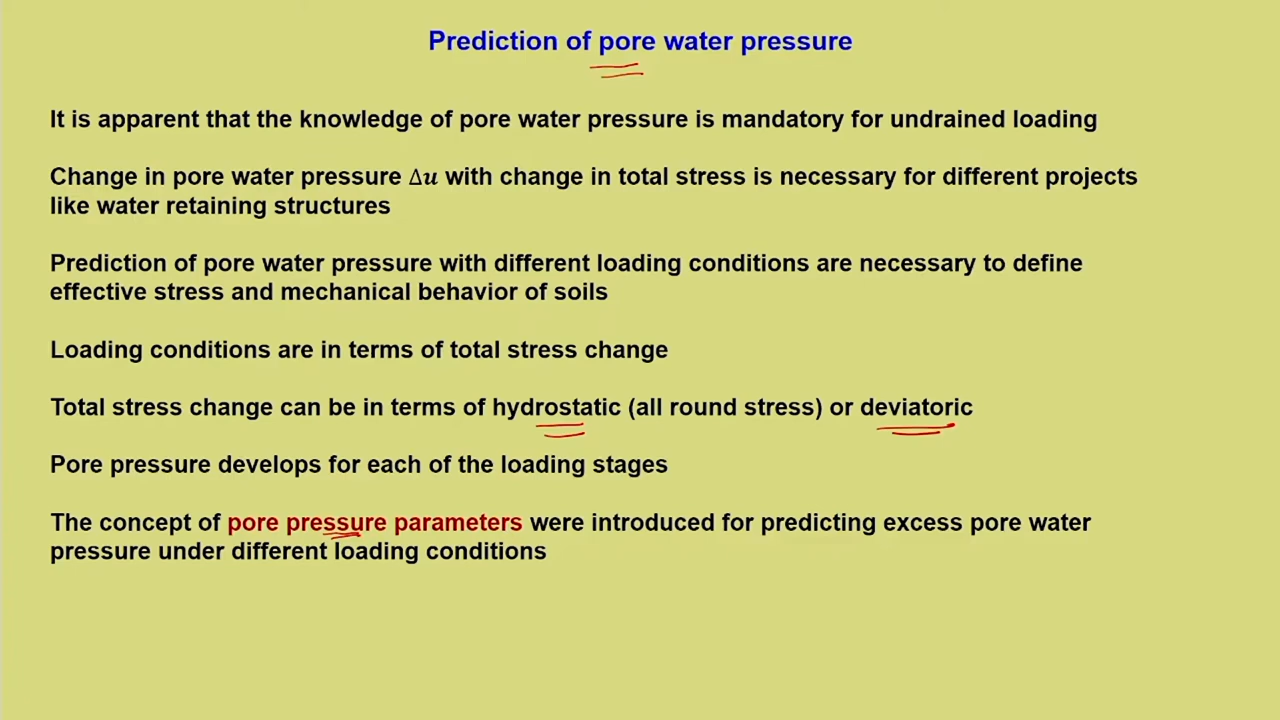 Prediction of pore water pressure
It is apparent that the knowledge of pore water pressure is mandatory for undrained loading
Change in pore water pressure Δu with change in total stress is necessary for different projects
like water retaining structures
Prediction of pore water pressure with different loading conditions are necessary to define
effective stress and mechanical behavior of soils
Loading conditions are in terms of total stress change
Total stress change can be in terms of hydrostatic (all round stress) or deviatoric
Pore pressure develops for each of the loading stages
The concept of pore pressure parameters were introduced for predicting excess pore water
pressure under different loading conditions